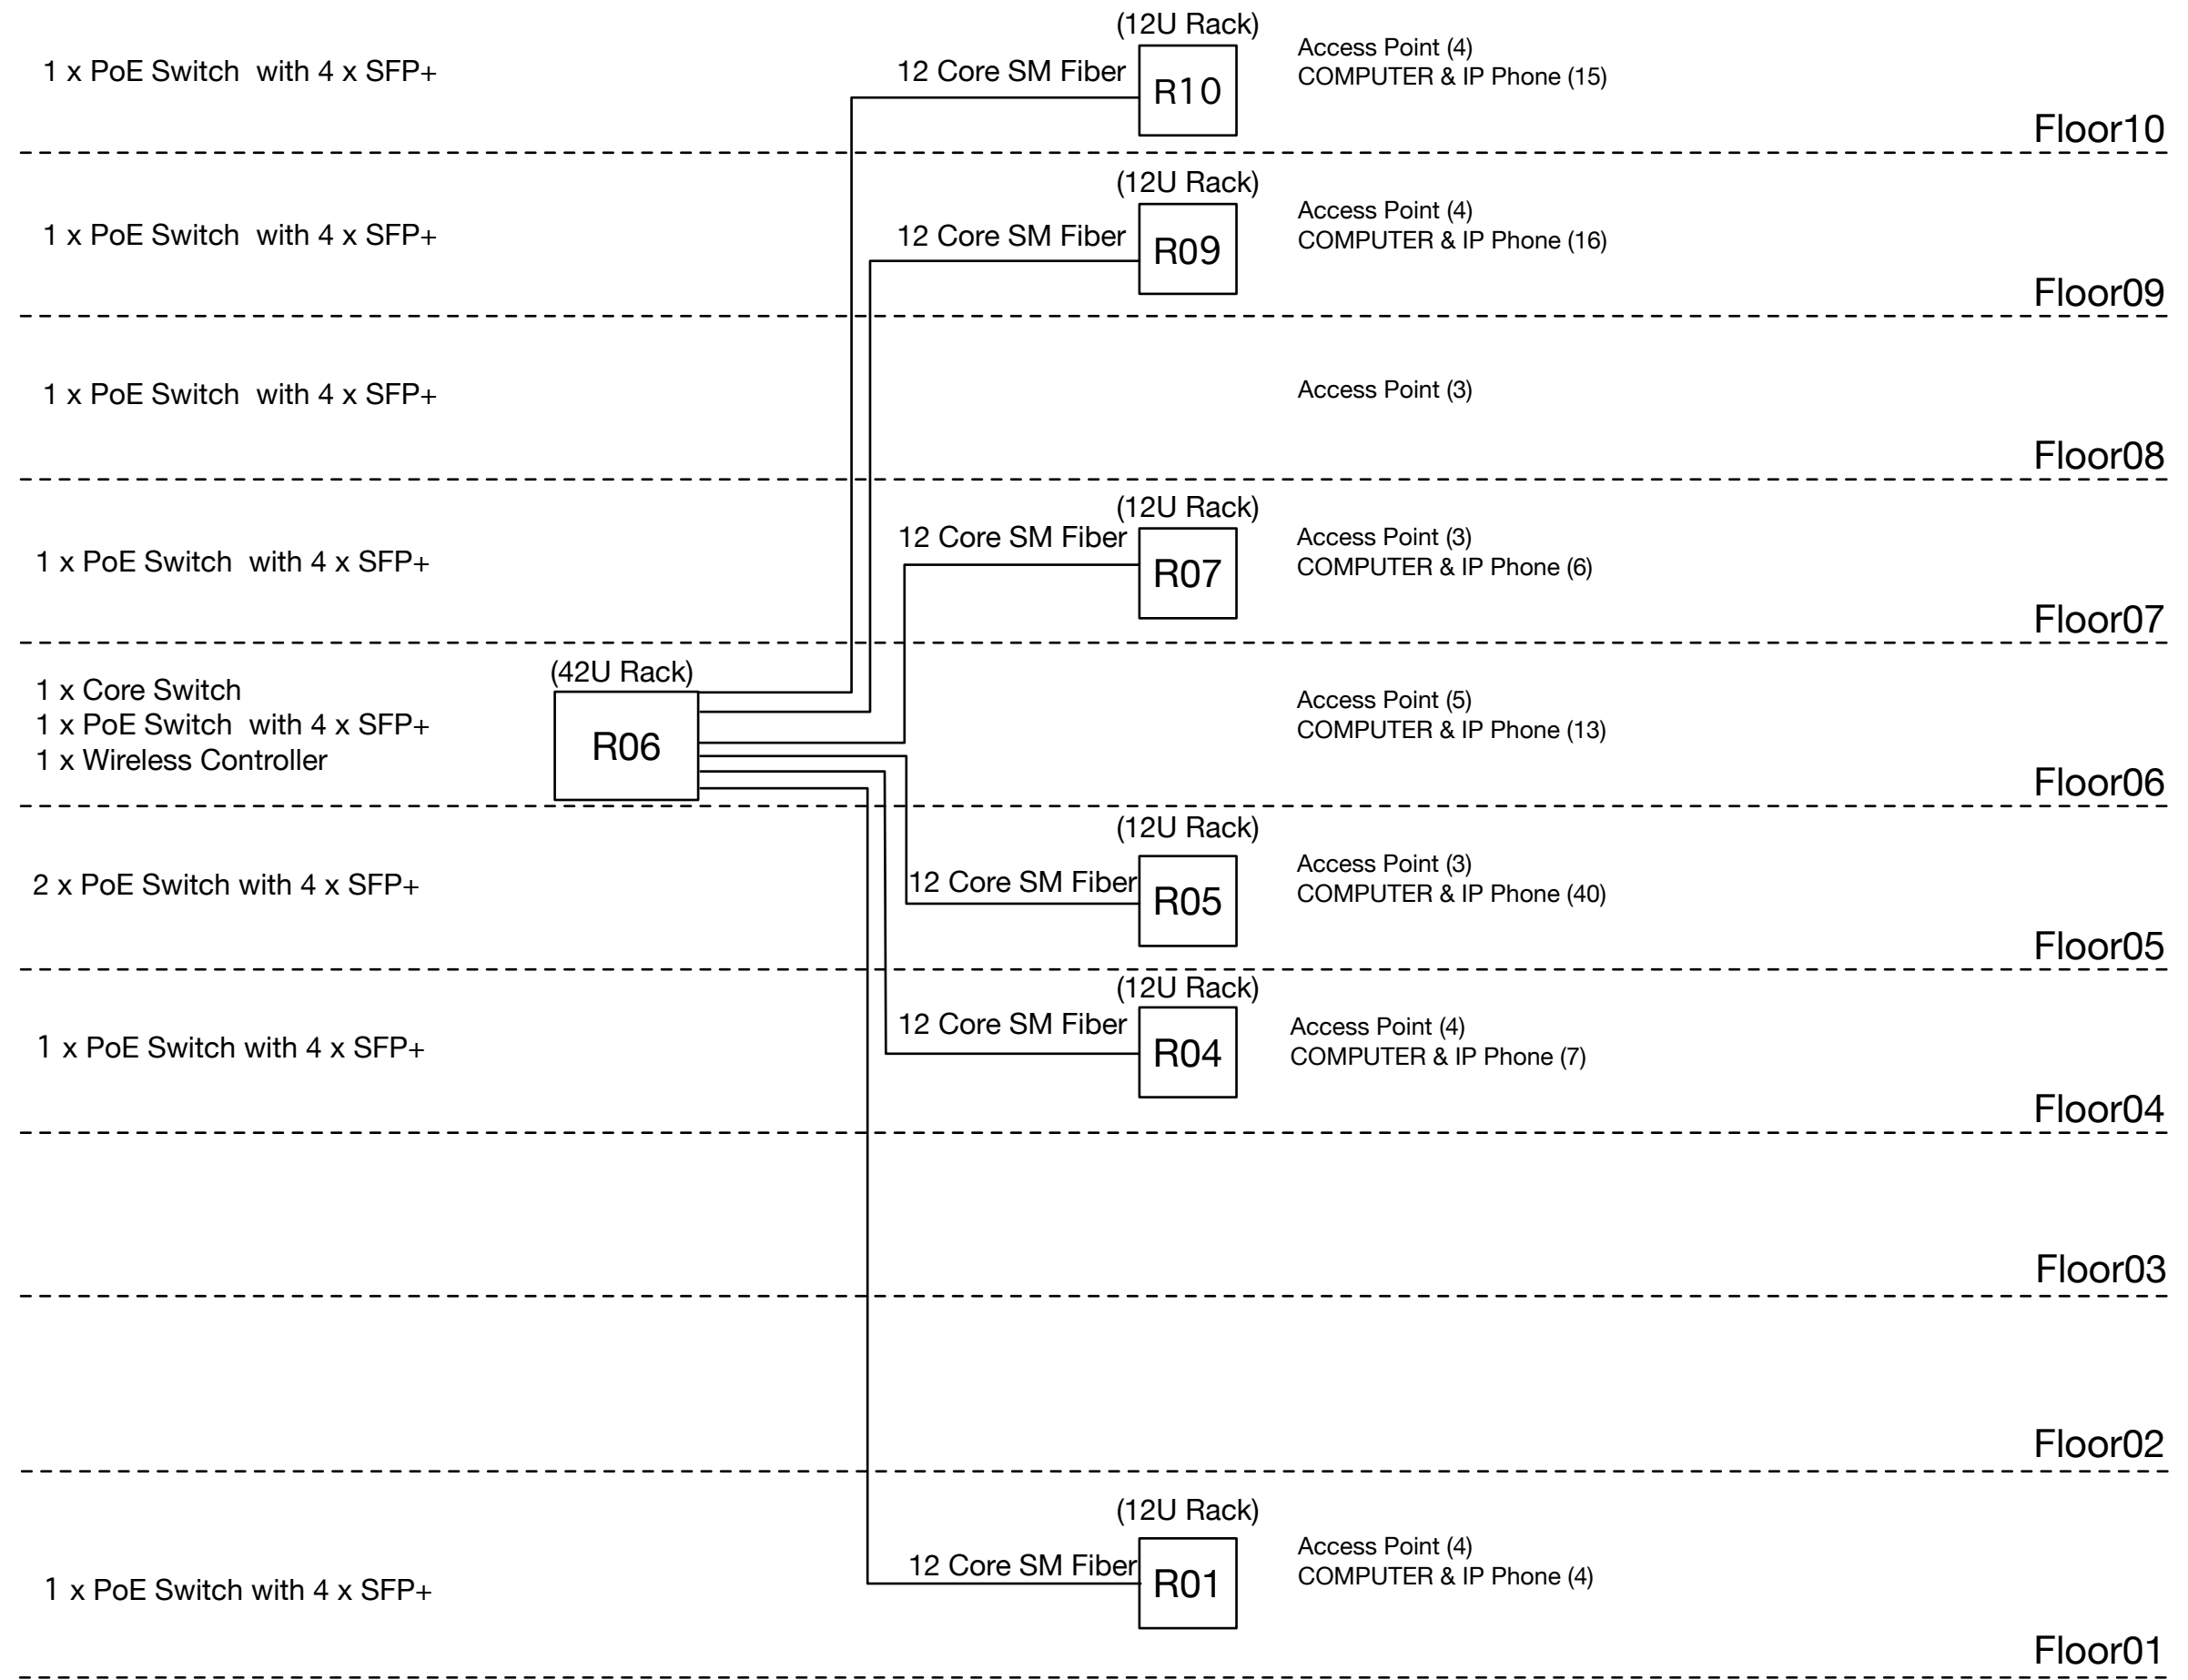 (12U Rack)
1 x PoE Switch  with 4 x SFP+
12 Core SM Fiber
R10
Access Point (4)
COMPUTER & IP Phone (15)
Floor10
(12U Rack)
1 x PoE Switch  with 4 x SFP+
12 Core SM Fiber
R09
Access Point (4)
COMPUTER & IP Phone (16)
Floor09
1 x PoE Switch  with 4 x SFP+
Access Point (3)
Floor08
(12U Rack)
1 x PoE Switch  with 4 x SFP+
12 Core SM Fiber
R07
Access Point (3)
COMPUTER & IP Phone (6)
Floor07
(42U Rack)
1 x Core Switch
1 x PoE Switch  with 4 x SFP+
1 x Wireless Controller
R06
Access Point (5)
COMPUTER & IP Phone (13)
Floor06
(12U Rack)
2 x PoE Switch with 4 x SFP+
12 Core SM Fiber
R05
Access Point (3)
COMPUTER & IP Phone (40)
Floor05
(12U Rack)
1 x PoE Switch with 4 x SFP+
12 Core SM Fiber
R04
Access Point (4)
COMPUTER & IP Phone (7)
Floor04
Floor03
Floor02
(12U Rack)
1 x PoE Switch with 4 x SFP+
12 Core SM Fiber
R01
Access Point (4)
COMPUTER & IP Phone (4)
Floor01